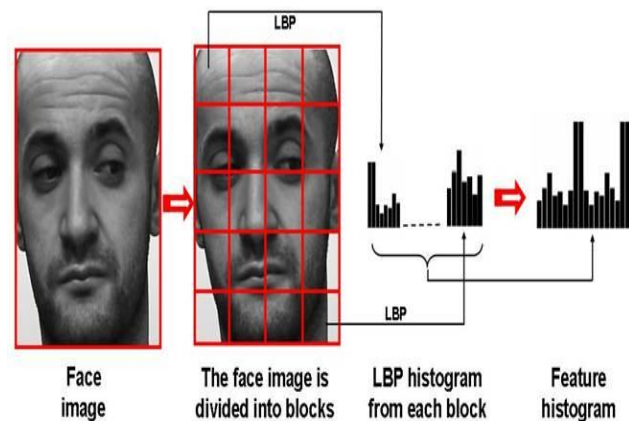 LBP
LBP
Face
image
The face image is
divided into blocks
LBP histogram
from each block
Feature
histogram